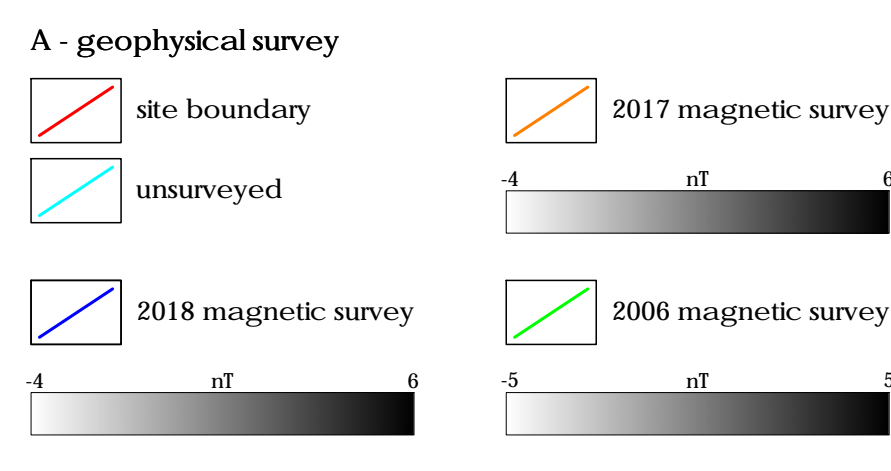 A - geophysical survey
site boundary
2017 magnetic survey
unsurveyed
-4 nT 6
2018 magnetic survey
2006 magnetic survey
-4 nT 6
-5 nT 5